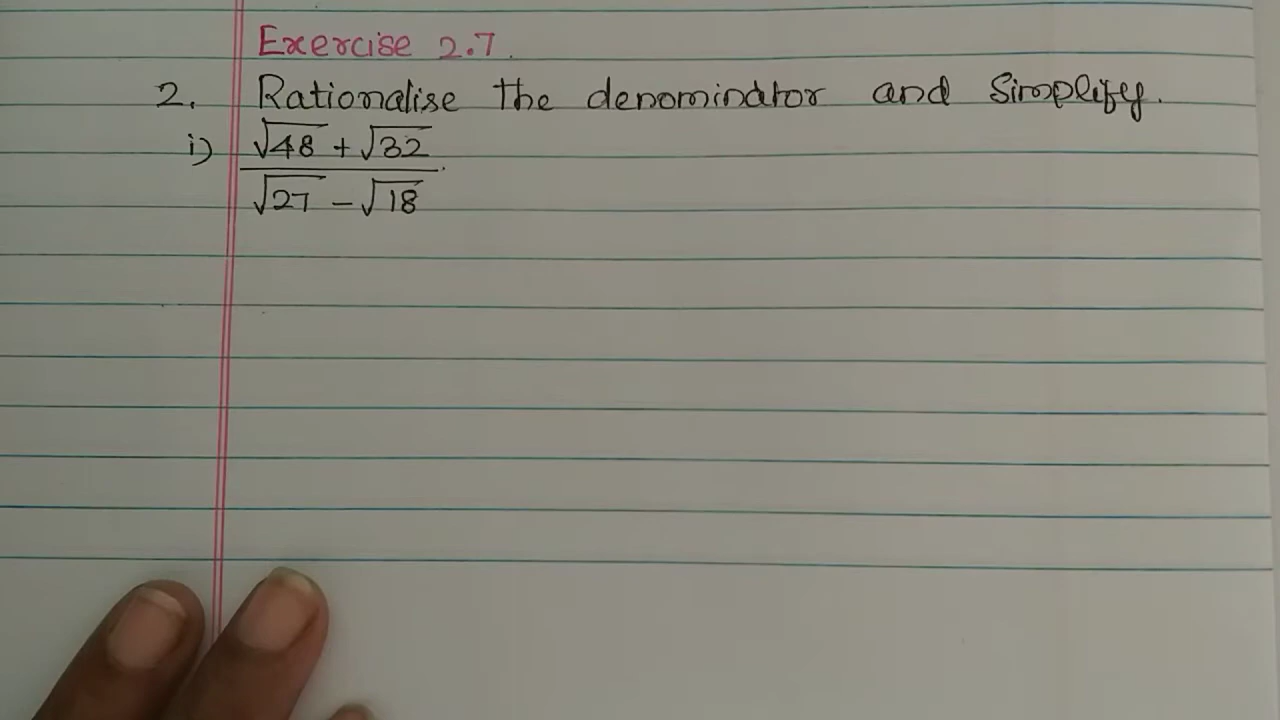 Exercise 2.7.
2. Rationalise the denominator and Simplify.
i) √48 + √32
√27 - √18